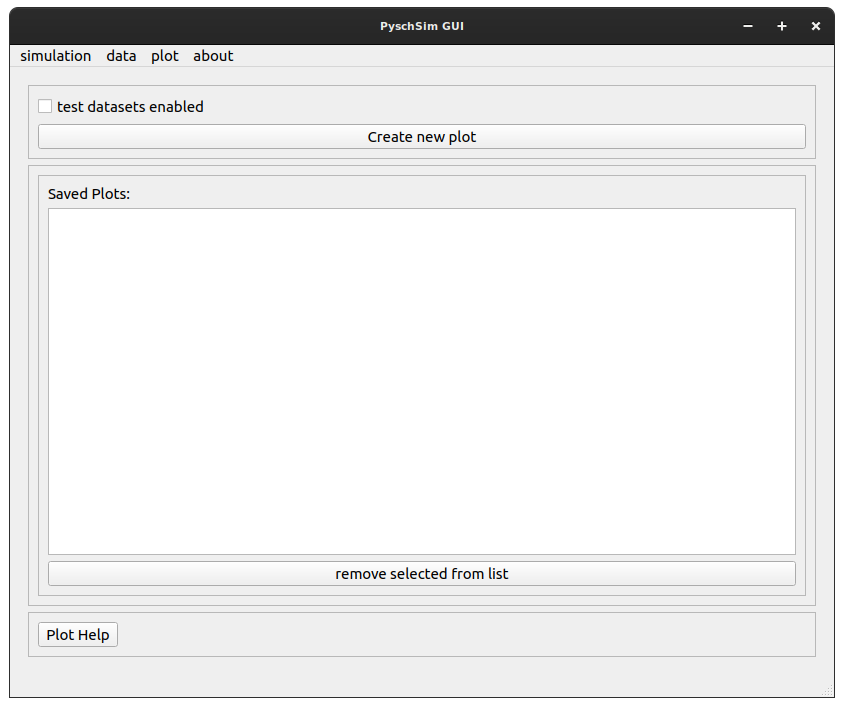 PyschSim GUI
simulation data plot about
test datasets enabled
Create new plot
Saved Plots:
remove selected from list
Plot Help